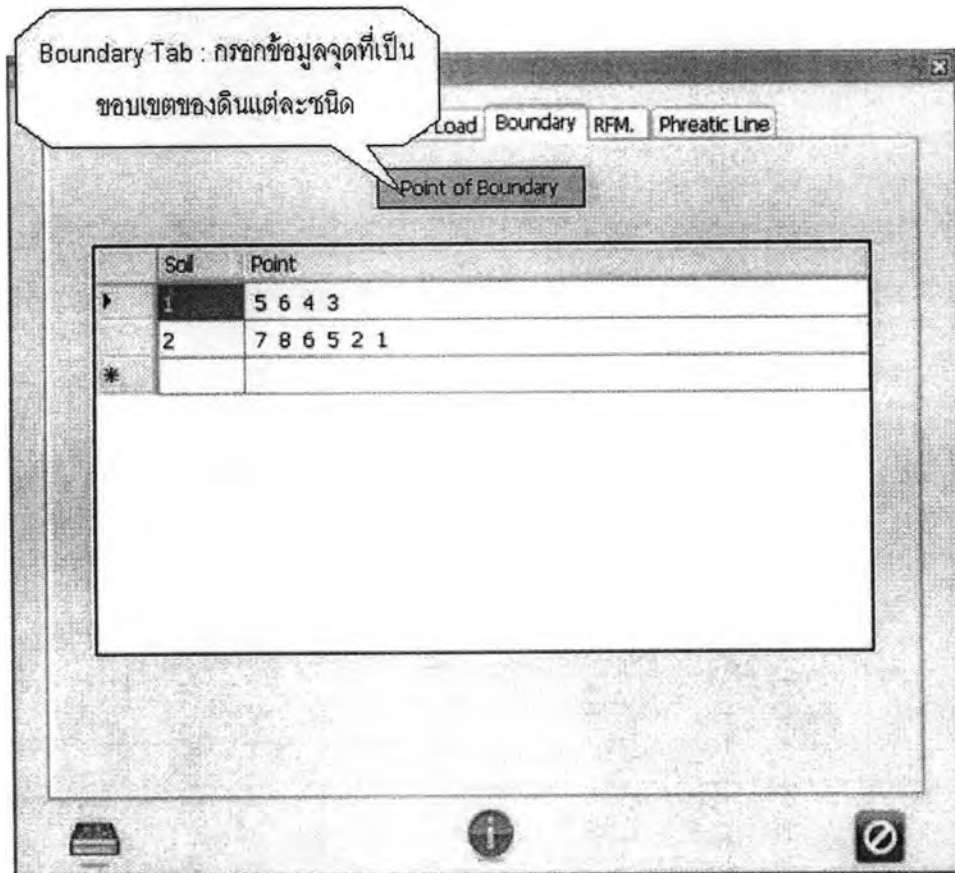 Boundary Tab : กรอกข้อมูลจุดที่เป็น
ขอบเขตของดินแต่ละชนิด
Load Boundary RFM. Phreatic Line
Point of Boundary
Soil Point
1 5 6 4 3
2 7 8 6 5 2 1
*